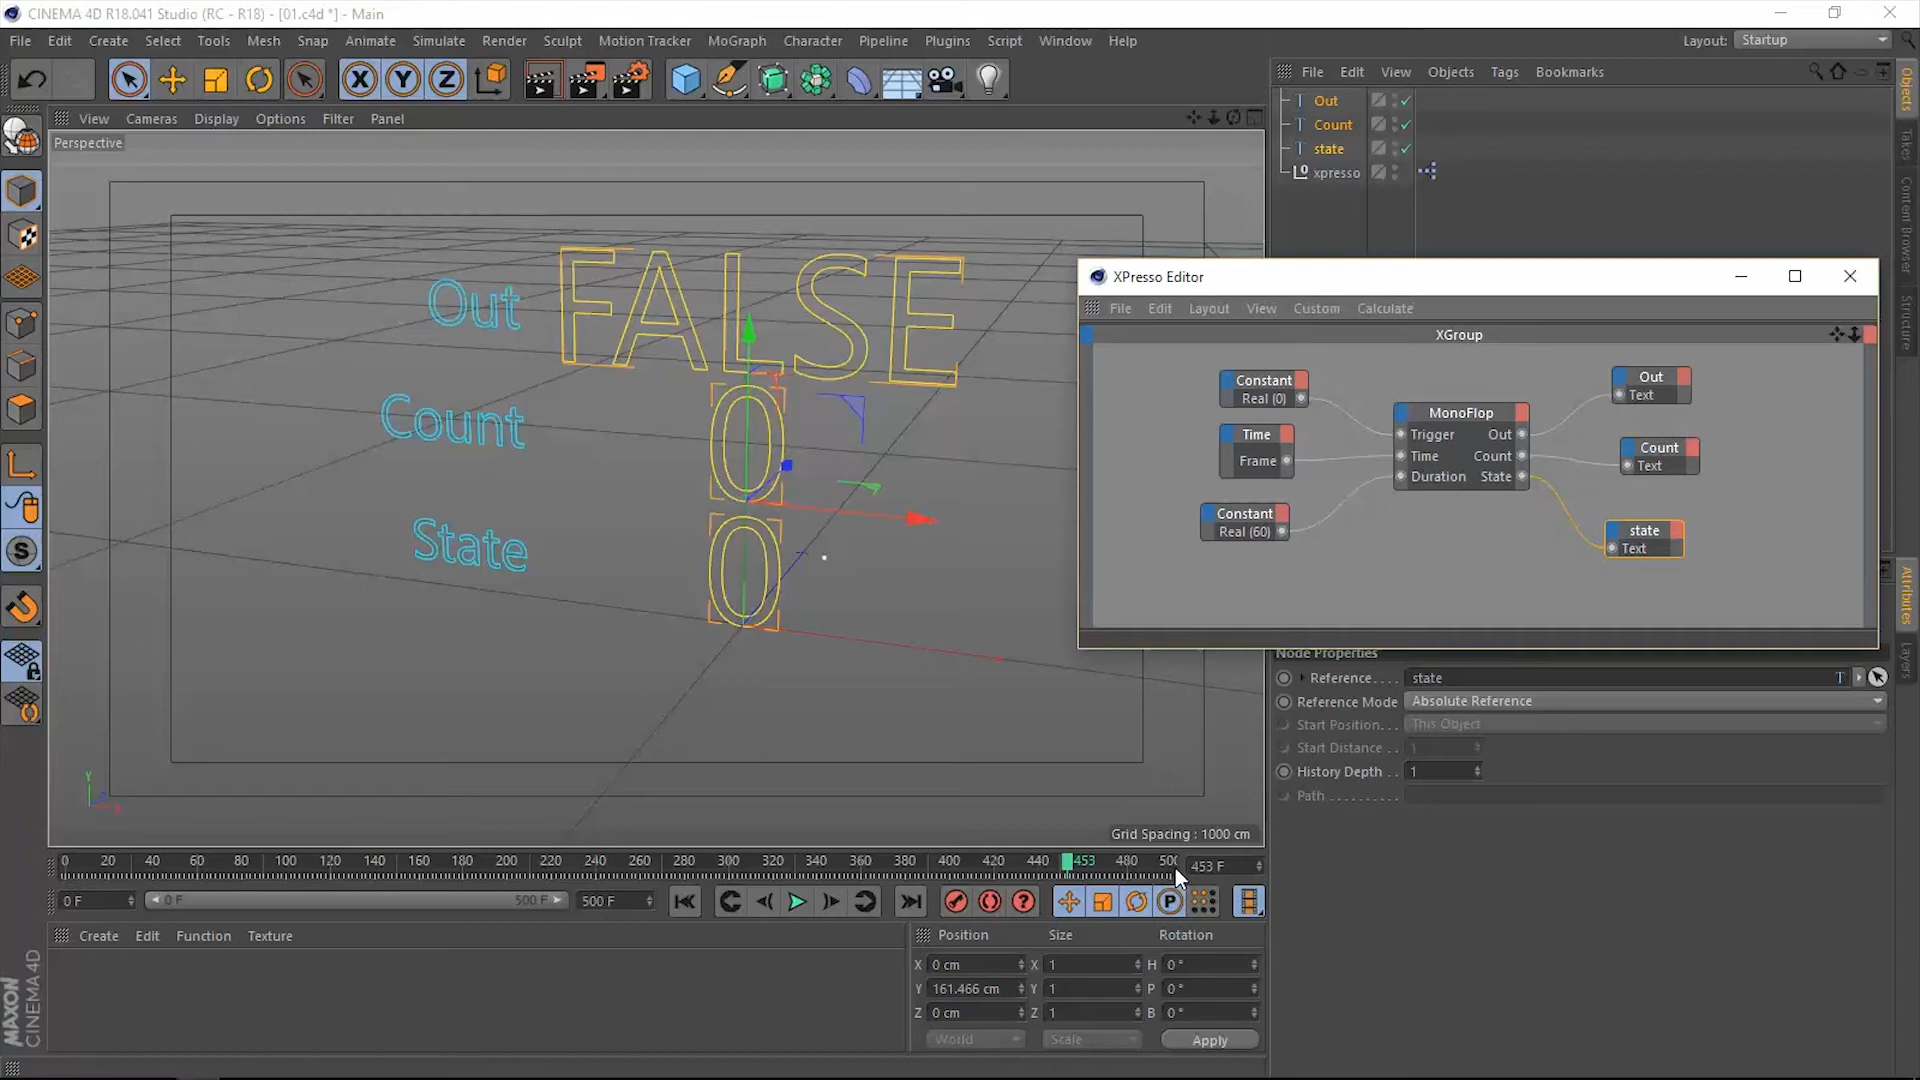 CINEMA 4D R18.041 Studio (RC - R18) - [01.c4d *] - Main
File Edit Create Select Tools Mesh Snap Animate Simulate Render Sculpt Motion Tracker MoGraph Character Pipeline Plugins Script Window Help
Layout: Startup
X Y Z
File Edit View Objects Tags Bookmarks
View Cameras Display Options Filter Panel
Perspective
Out
Count
state
xpresso
Objects
Takes
Content Browser
Structure
Attributes
Layers
Out FALSE
Count 0
State 0
Y
Grid Spacing : 1000 cm
XPresso Editor
File Edit Layout View Custom Calculate
XGroup
Constant
Real (0)
Time
Frame
Constant
Real (60)
MonoFlop
Trigger Out
Time Count
Duration State
Out
Text
Count
Text
state
Text
Node Properties
Reference . . . . state
Reference Mode Absolute Reference
Start Position. . . This Object
Start Distance . . 1
History Depth . . 1
Path . . . . . . . . . .
0 20 40 60 80 100 120 140 160 180 200 220 240 260 280 300 320 340 360 380 400 420 440 453 480 500
453 F
0 F 0 F 500 F 500 F
P
Create Edit Function Texture
Position Size Rotation
X 0 cm X 1 H 0 °
Y 161.466 cm Y 1 P 0 °
Z 0 cm Z 1 B 0 °
World Scale Apply
MAXON
CINEMA 4D